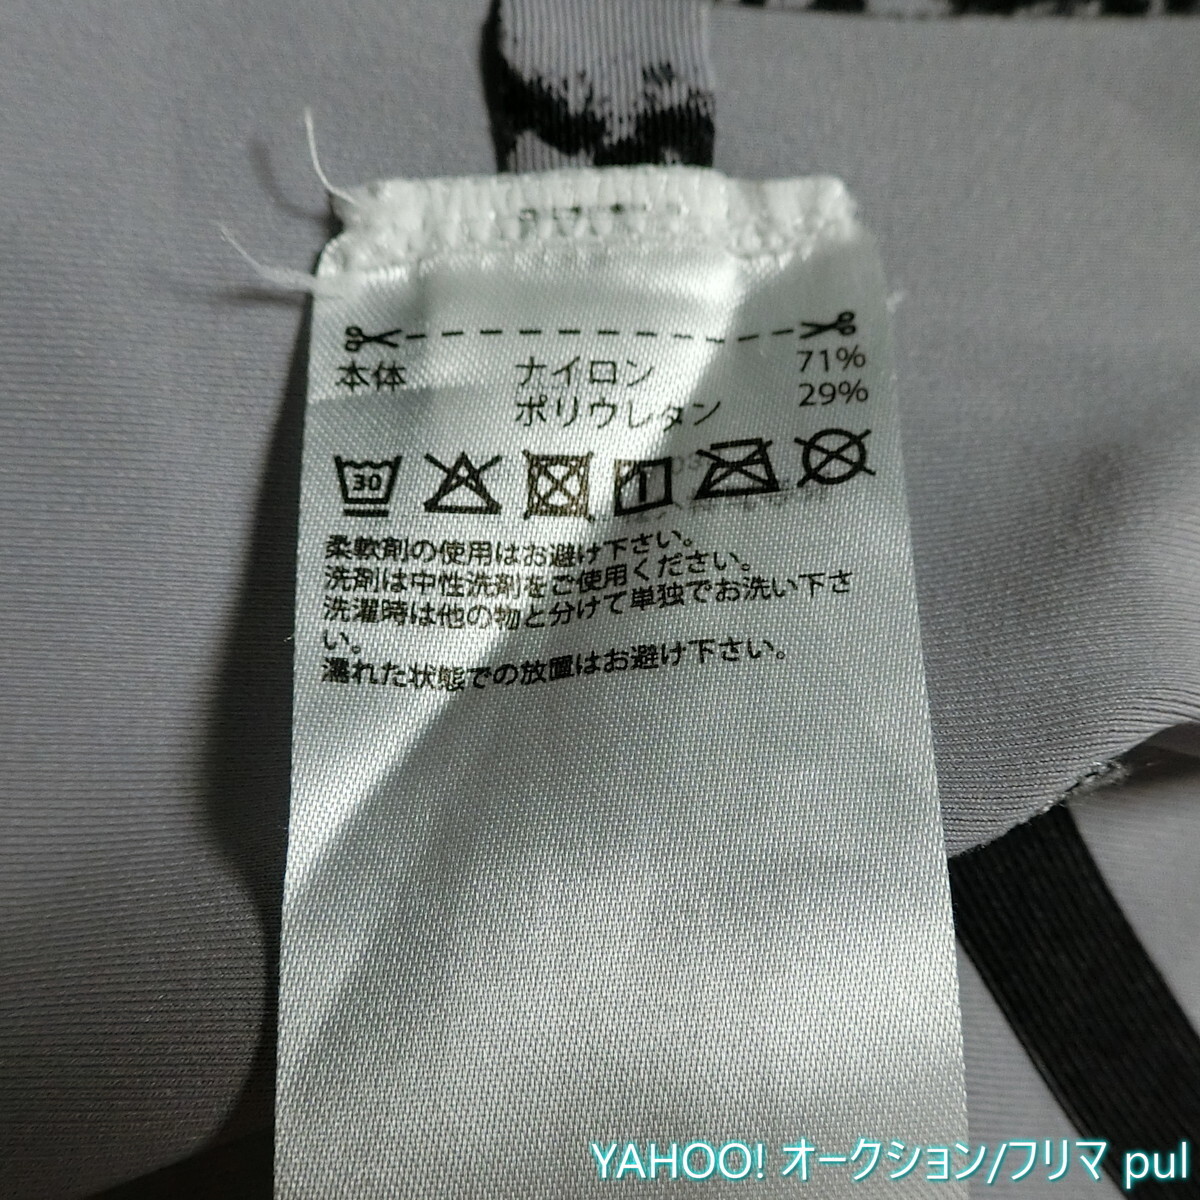 本体 ナイロン 71%
ポリウレタン 29%
30
柔軟剤の使用はお避け下さい。
洗剤は中性洗剤をご使用ください。
洗濯時は他の物と分けて単独でお洗い下さ
い。
濡れた状態での放置はお避け下さい。
YAHOO! オークション/フリマ pul